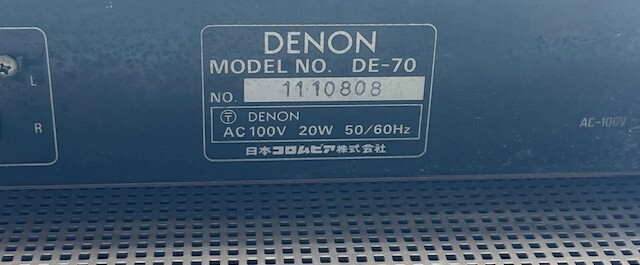 DENON
MODEL NO. DE-70
NO. 1110808
Ⓣ DENON
AC 100V 20W 50/60Hz
日本コロムビア株式会社
L
R
AC-100V